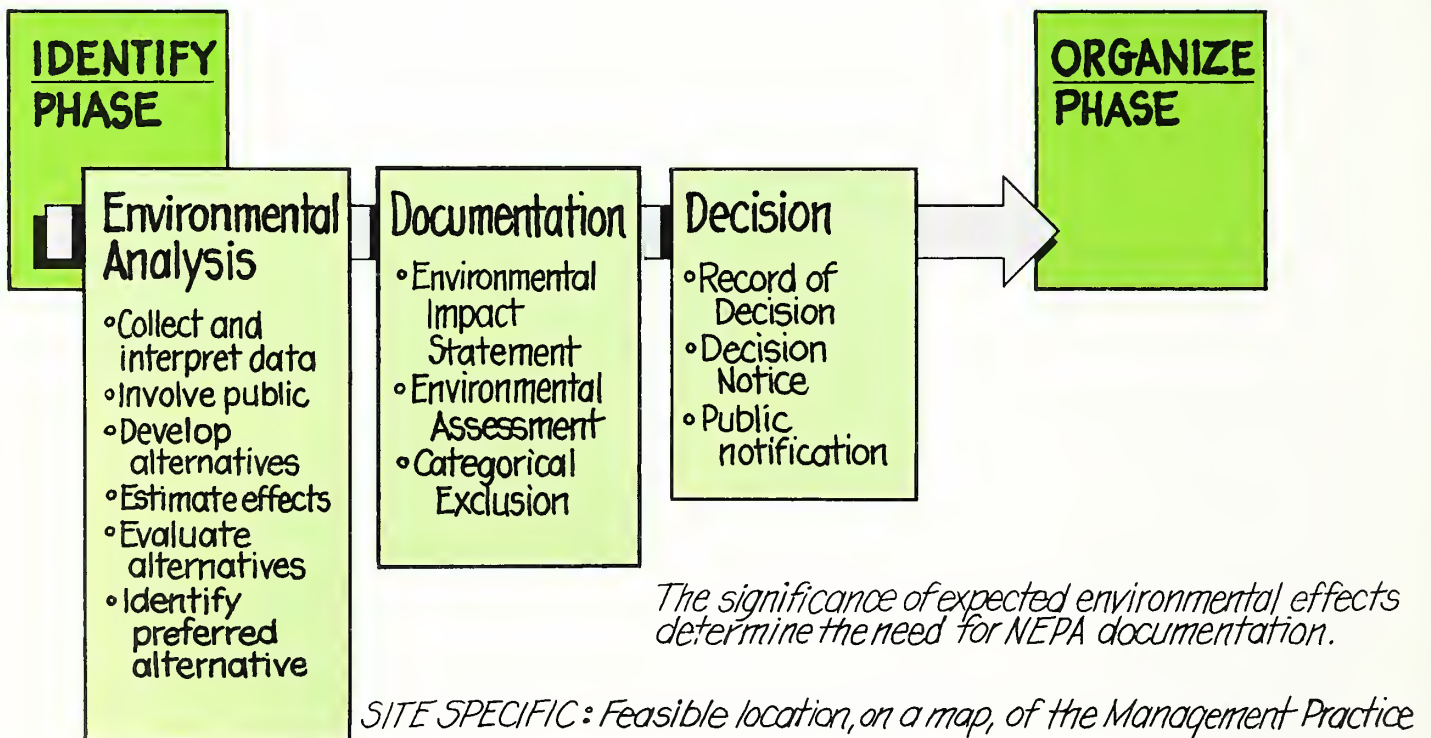 IDENTIFY
PHASE
Environmental
Analysis
°Collect and
interpret data
°Involve public
°Develop
alternatives
°Estimate effects
°Evaluate
alternatives
°Identify
preferred
alternative
Documentation
°Environmental
Impact
Statement
°Environmental
Assessment
°Categorical
Exclusion
Decision
°Record of
Decision
°Decision
Notice
°Public
notification
ORGANIZE
PHASE
The significance of expected environmental effects
determine the need for NEPA documentation.
SITE SPECIFIC: Feasible location, on a map, of the Management Practice